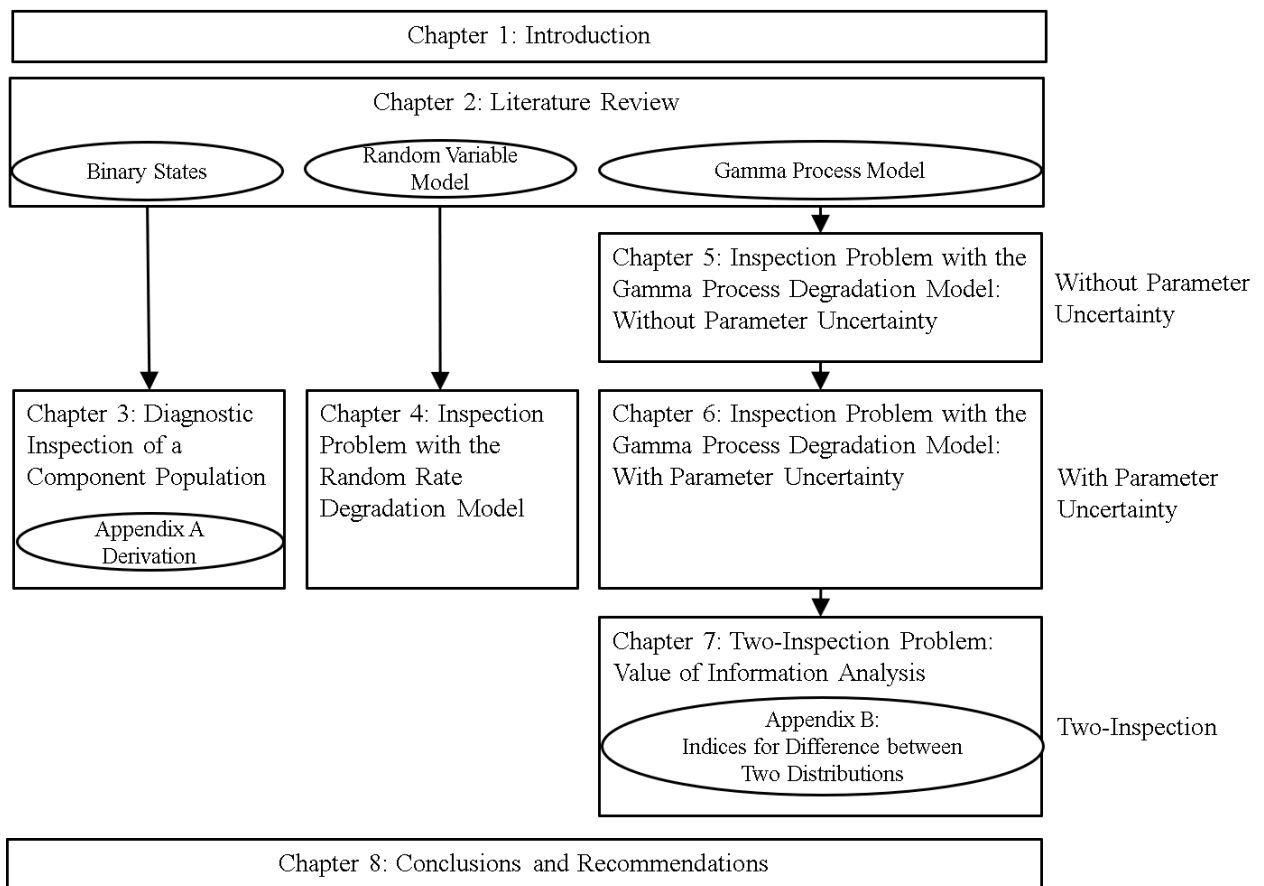 Chapter 1: Introduction
Chapter 2: Literature Review
Binary States
Random Variable
Model
Gamma Process Model
Chapter 5: Inspection Problem with the
Gamma Process Degradation Model:
Without Parameter Uncertainty
Without Parameter
Uncertainty
Chapter 3: Diagnostic
Inspection of a
Component Population
Appendix A
Derivation
Chapter 4: Inspection
Problem with the
Random Rate
Degradation Model
Chapter 6: Inspection Problem with the
Gamma Process Degradation Model:
With Parameter Uncertainty
With Parameter
Uncertainty
Chapter 7: Two-Inspection Problem:
Value of Information Analysis
Appendix B:
Indices for Difference between
Two Distributions
Two-Inspection
Chapter 8: Conclusions and Recommendations